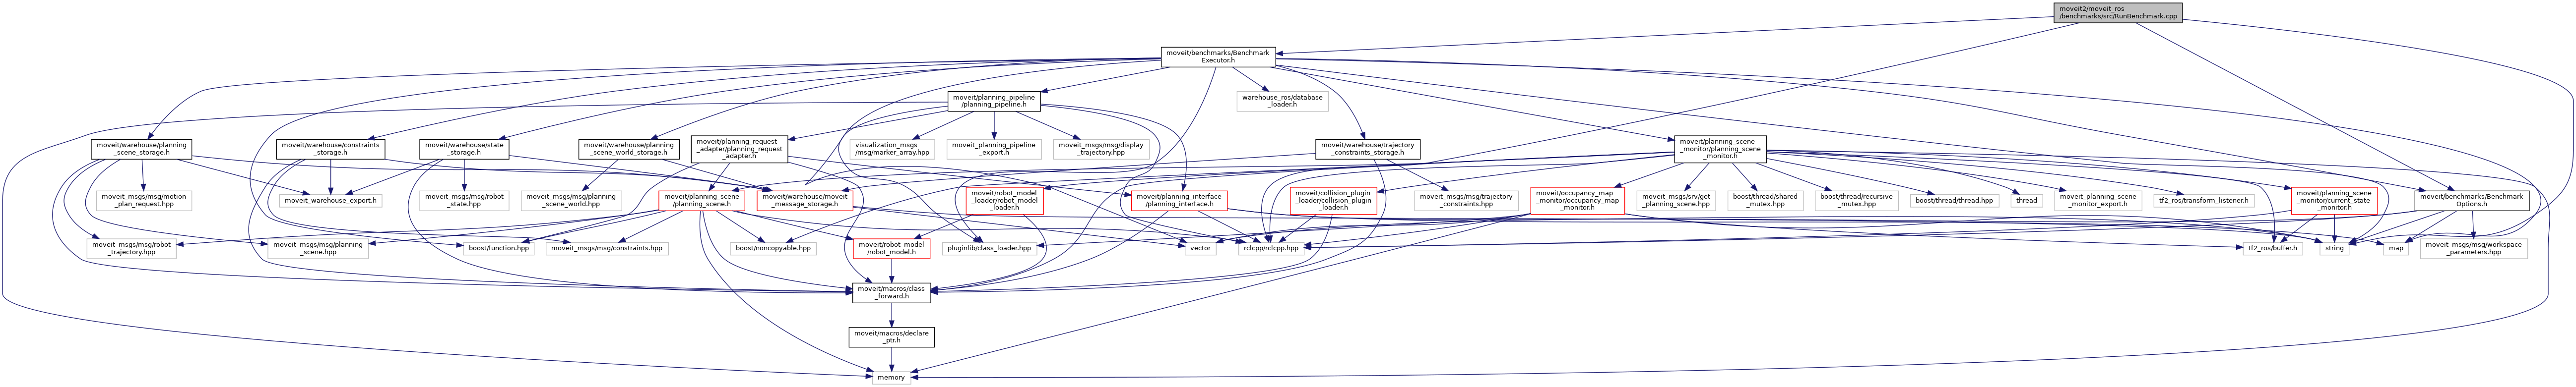 moveit2/moveit_ros
/benchmarks/src/RunBenchmark.cpp
moveit/benchmarks/Benchmark
Executor.h
moveit/planning_pipeline
/planning_pipeline.h
warehouse_ros/database
_loader.h
moveit/warehouse/planning
_scene_storage.h
moveit/warehouse/constraints
_storage.h
moveit/warehouse/state
_storage.h
moveit/warehouse/planning
_scene_world_storage.h
moveit/planning_request
_adapter/planning_request
_adapter.h
visualization_msgs
/msg/marker_array.hpp
moveit_planning_pipeline
_export.h
moveit_msgs/msg/display
_trajectory.hpp
moveit/warehouse/trajectory
_constraints_storage.h
moveit/planning_scene
_monitor/planning_scene
_monitor.h
moveit_msgs/msg/motion
_plan_request.hpp
moveit_warehouse_export.h
moveit_msgs/msg/robot
_state.hpp
moveit_msgs/msg/planning
_scene_world.hpp
moveit/planning_scene
/planning_scene.h
moveit/warehouse/moveit
_message_storage.h
moveit/robot_model
_loader/robot_model
_loader.h
moveit/planning_interface
/planning_interface.h
moveit/collision_plugin
_loader/collision_plugin
_loader.h
moveit_msgs/msg/trajectory
_constraints.hpp
moveit/occupancy_map
_monitor/occupancy_map
_monitor.h
moveit_msgs/srv/get
_planning_scene.hpp
boost/thread/shared
_mutex.hpp
boost/thread/recursive
_mutex.hpp
boost/thread/thread.hpp
thread
moveit_planning_scene
_monitor_export.h
tf2_ros/transform_listener.h
moveit/planning_scene
_monitor/current_state
_monitor.h
moveit/benchmarks/Benchmark
Options.h
moveit_msgs/msg/robot
_trajectory.hpp
moveit_msgs/msg/planning
_scene.hpp
boost/function.hpp
moveit_msgs/msg/constraints.hpp
boost/noncopyable.hpp
moveit/robot_model
/robot_model.h
pluginlib/class_loader.hpp
vector
rclcpp/rclcpp.hpp
tf2_ros/buffer.h
string
map
moveit_msgs/msg/workspace
_parameters.hpp
moveit/macros/class
_forward.h
moveit/macros/declare
_ptr.h
memory